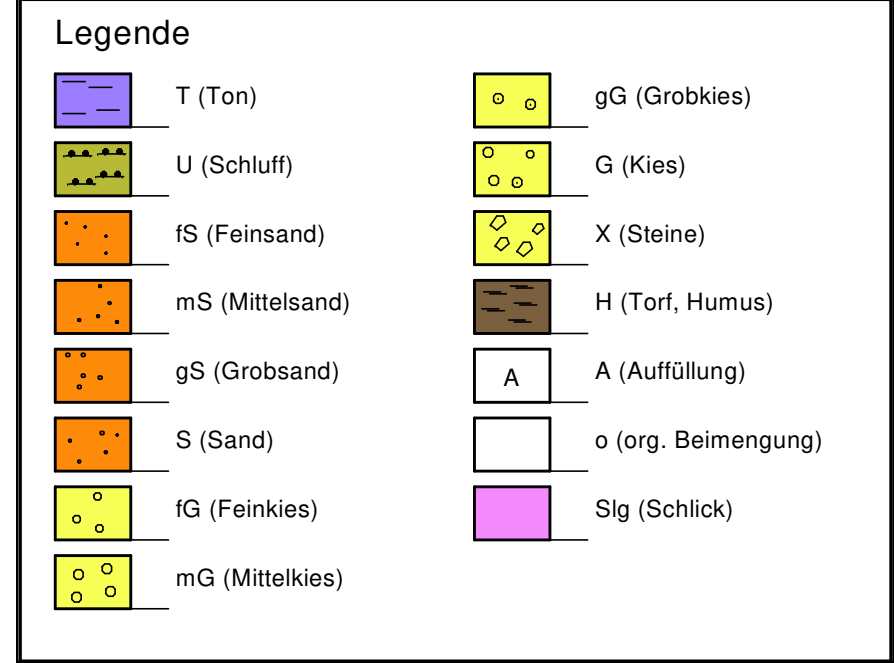 Legende
T (Ton)
U (Schluff)
fS (Feinsand)
mS (Mittelsand)
gS (Grobsand)
S (Sand)
fG (Feinkies)
mG (Mittelkies)
gG (Grobkies)
G (Kies)
X (Steine)
H (Torf, Humus)
A A (Auffüllung)
o (org. Beimengung)
Slg (Schlick)